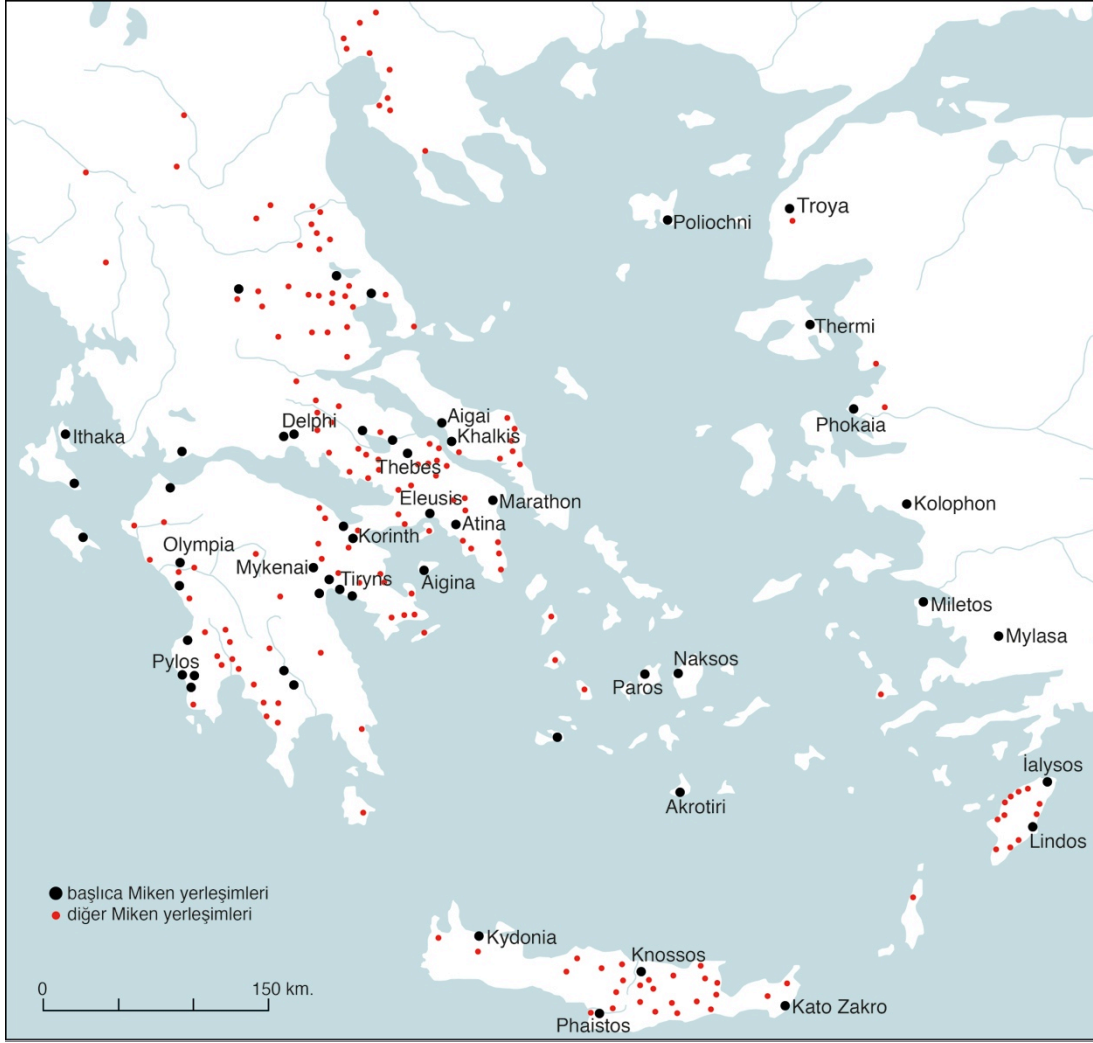 Poliochni
Troya
Thermi
Phokaia
Aigai
Delphi
Khalkis
Ithaka
Thebes
Eleusis
Marathon
Kolophon
Atina
Korinth
Olympia
Mykenai
Tiryns
Aigina
Miletos
Mylasa
Pylos
Naksos
Paros
İalysos
Akrotiri
Lindos
başlıca Miken yerleşimleri
diğer Miken yerleşimleri
Kydonia
Knossos
0 150 km.
Kato Zakro
Phaistos